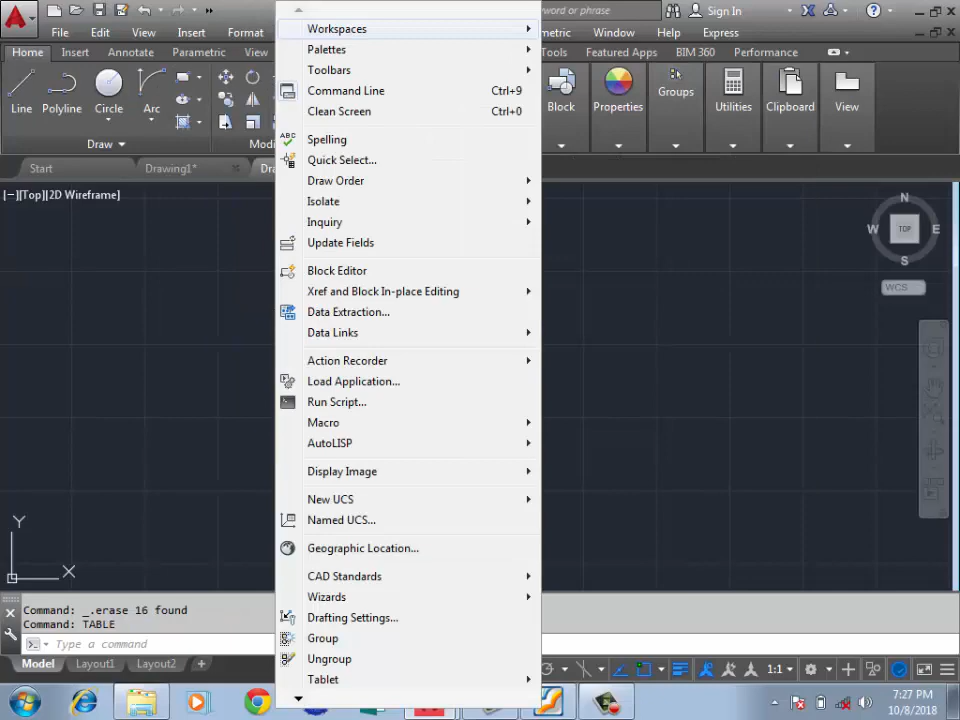 ord or phrase
Sign In
File
Edit
View
Insert
Format
metric
Window
Help
Express
Home
Insert
Annotate
Parametric
View
Tools
Featured Apps
BIM 360
Performance
Line
Polyline
Circle
Arc
Draw
Modi
Block
Properties
Groups
Utilities
Clipboard
View
Start
Drawing1*
Dra
[−][Top][2D Wireframe]
Workspaces
Palettes
Toolbars
Command Line Ctrl+9
Clean Screen Ctrl+0
ABC Spelling
Quick Select...
Draw Order
Isolate
Inquiry
Update Fields
Block Editor
Xref and Block In-place Editing
Data Extraction...
Data Links
Action Recorder
Load Application...
Run Script...
Macro
AutoLISP
Display Image
New UCS
Named UCS...
Geographic Location...
CAD Standards
Wizards
Drafting Settings...
Group
Ungroup
Tablet
N
W TOP E
S
WCS
Y
X
Command: _.erase 16 found
Command: TABLE
Type a command
Model
Layout1
Layout2
+
1:1
7:27 PM
10/8/2018